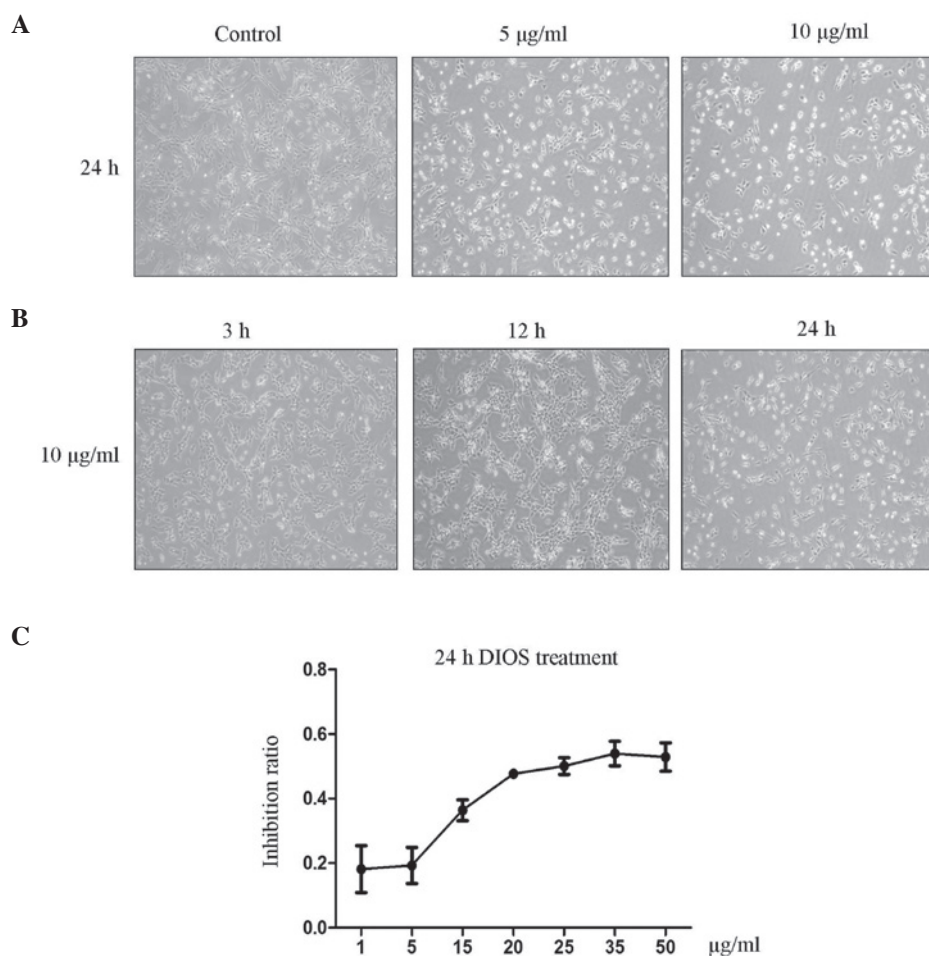 A
Control 5 μg/ml 10 μg/ml
24 h
B
3 h 12 h 24 h
10 μg/ml
C
24 h DIOS treatment
0.8
0.6
0.4
0.2
0.0
Inhibition ratio
1 5 15 20 25 35 50 μg/ml